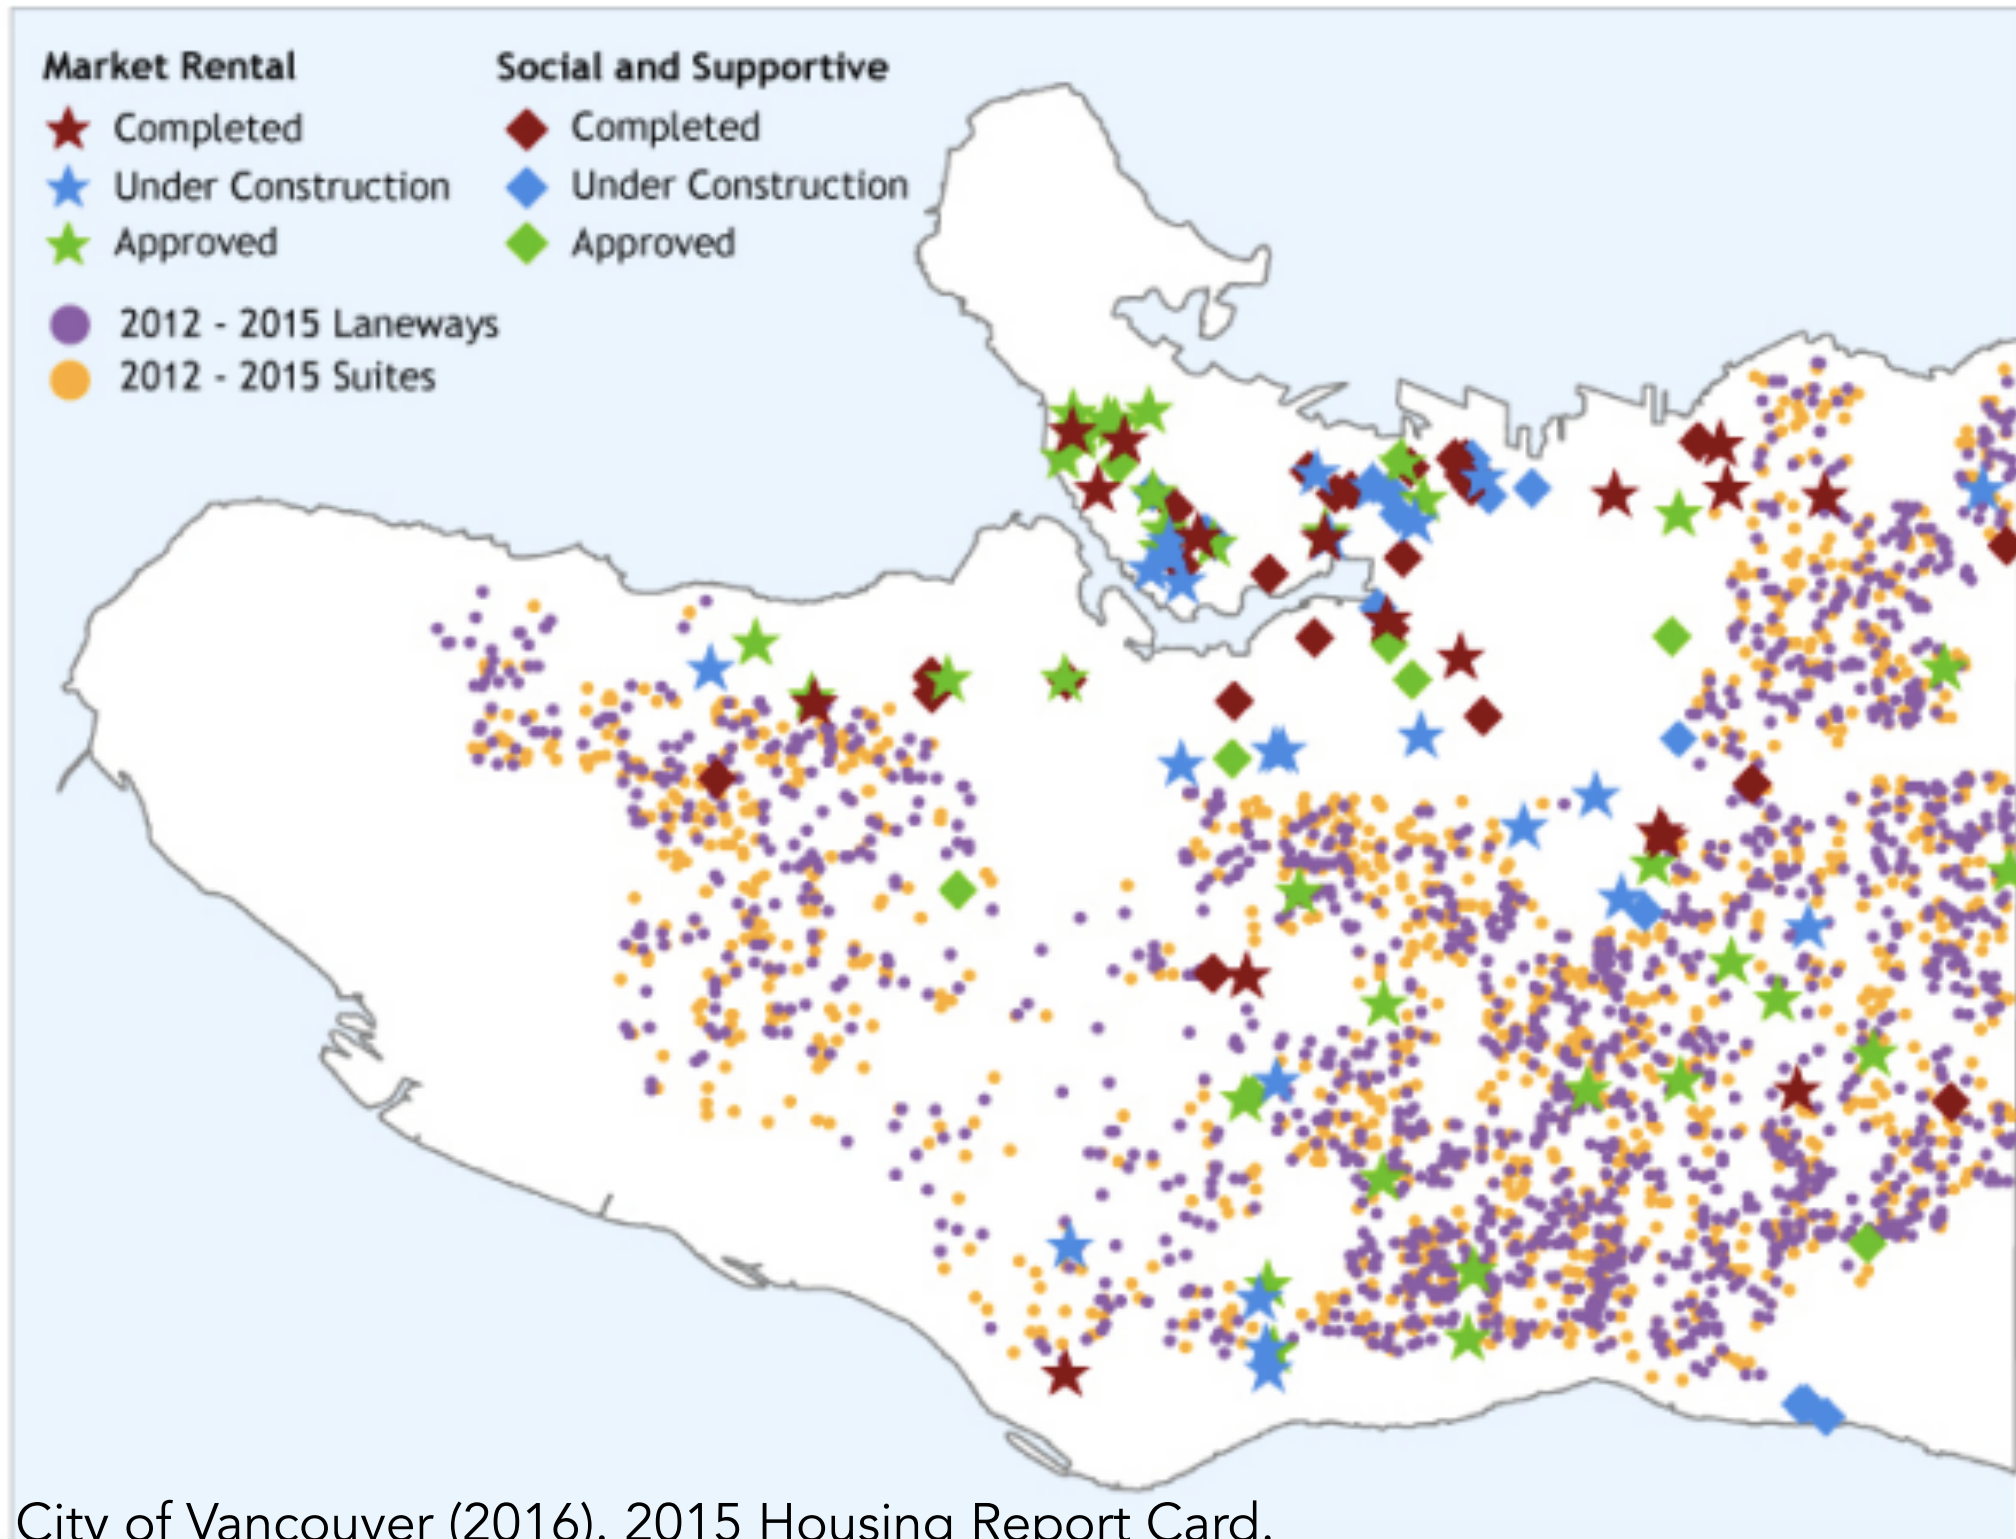 Market Rental
Completed
Under Construction
Approved
2012 - 2015 Laneways
2012 - 2015 Suites
Social and Supportive
Completed
Under Construction
Approved
City of Vancouver (2016). 2015 Housing Report Card.